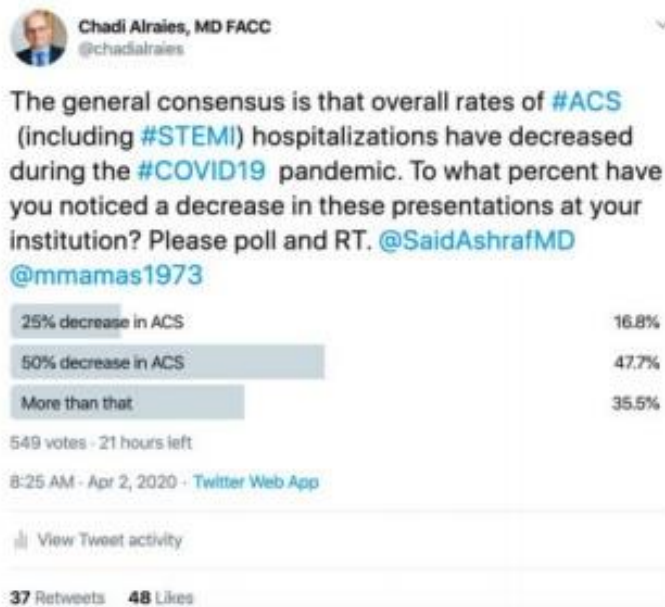 Chadi Alraies, MD FACC
@chadialraies
The general consensus is that overall rates of #ACS
(including #STEMI) hospitalizations have decreased
during the #COVID19 pandemic. To what percent have
you noticed a decrease in these presentations at your
institution? Please poll and RT. @SaidAshrafMD
@mmamas1973
25% decrease in ACS 16.8%
50% decrease in ACS 47.7%
More than that 35.5%
549 votes · 21 hours left
8:25 AM · Apr 2, 2020 · Twitter Web App
View Tweet activity
37 Retweets 48 Likes